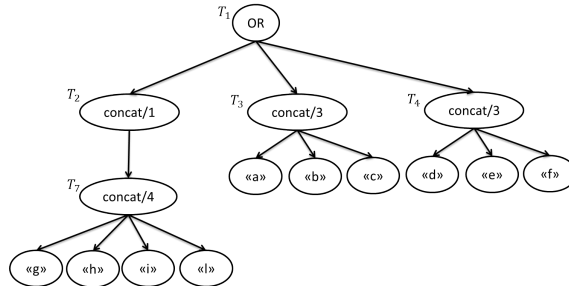 T₁ OR
T₂ concat/1 T₃ concat/3 T₄ concat/3
«a» «b» «c» «d» «e» «f»
T₇ concat/4
«g» «h» «i» «l»